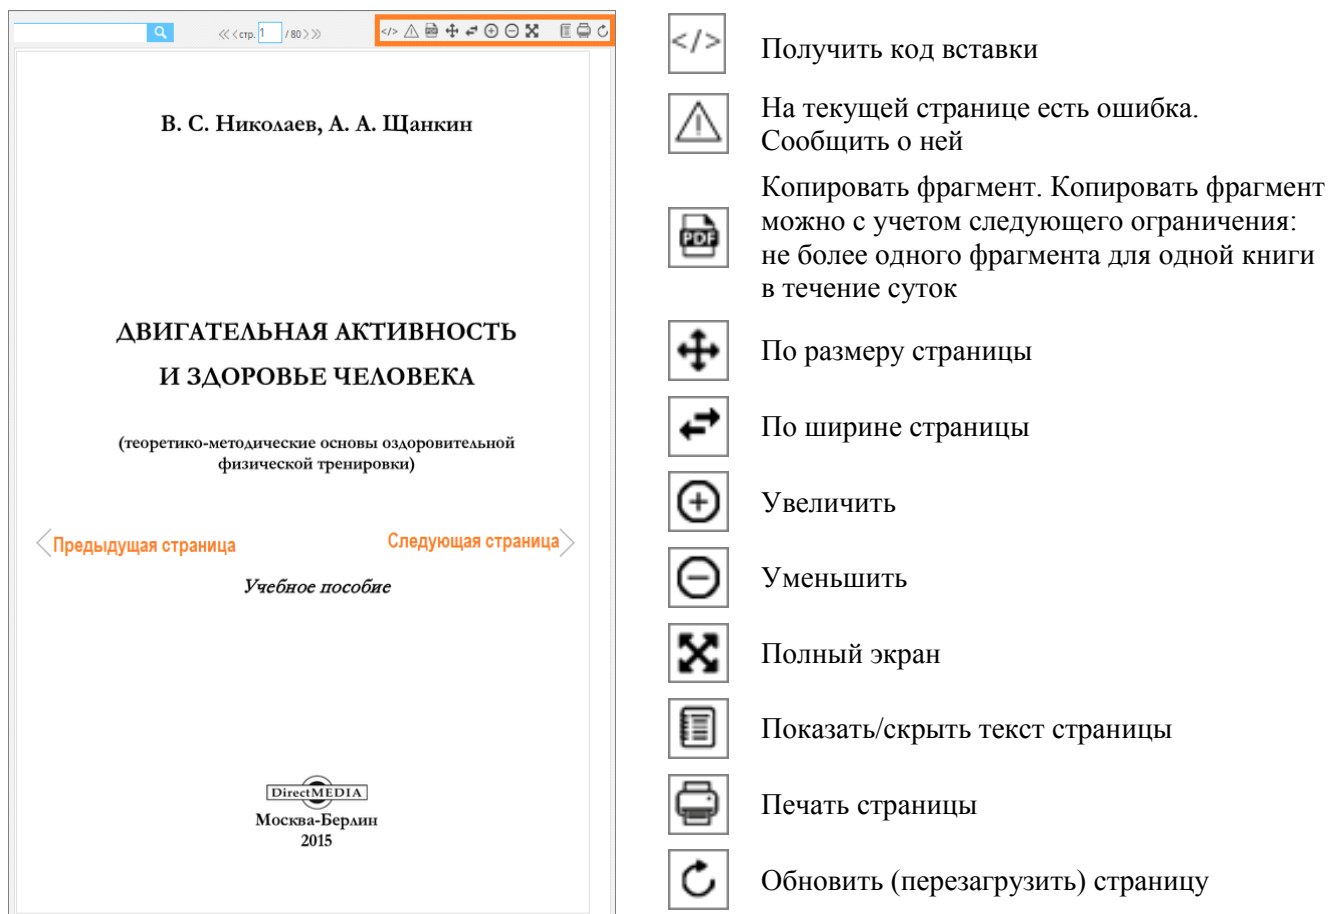 стр. 1 / 80
</>
PDF
В. С. Николаев, А. А. Щанкин
ДВИГАТЕЛЬНАЯ АКТИВНОСТЬ
И ЗДОРОВЬЕ ЧЕЛОВЕКА
(теоретико-методические основы оздоровительной
физической тренировки)
Предыдущая страница
Следующая страница
Учебное пособие
DirectMEDIA
Москва-Берлин
2015
</>
Получить код вставки
На текущей странице есть ошибка.
Сообщить о ней
Копировать фрагмент. Копировать фрагмент
PDF
можно с учетом следующего ограничения:
не более одного фрагмента для одной книги
в течение суток
По размеру страницы
По ширине страницы
Увеличить
Уменьшить
Полный экран
Показать/скрыть текст страницы
Печать страницы
Обновить (перезагрузить) страницу